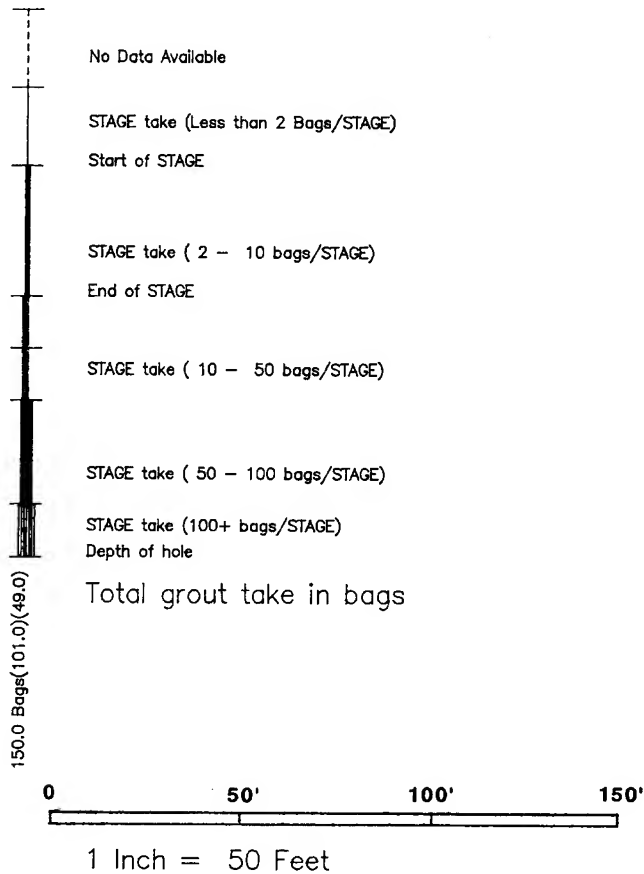 No Data Available
STAGE take (Less than 2 Bags/STAGE)
Start of STAGE
STAGE take ( 2 - 10 bags/STAGE)
End of STAGE
STAGE take ( 10 - 50 bags/STAGE)
STAGE take ( 50 - 100 bags/STAGE)
STAGE take (100+ bags/STAGE)
Depth of hole
Total grout take in bags
150.0 Bags(101.0)(49.0)
0 50' 100' 150'
1 Inch = 50 Feet